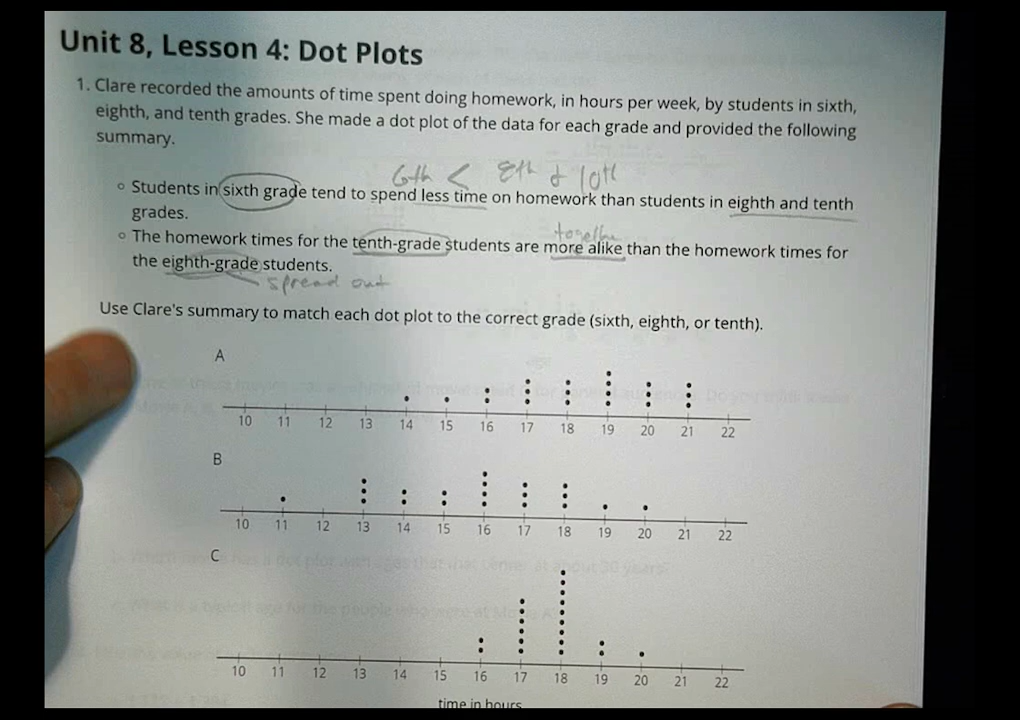 Unit 8, Lesson 4: Dot Plots
1. Clare recorded the amounts of time spent doing homework, in hours per week, by students in sixth,
eighth, and tenth grades. She made a dot plot of the data for each grade and provided the following
summary.
6th < 8th & 10th
◦ Students in sixth grade tend to spend less time on homework than students in eighth and tenth
grades.
together
◦ The homework times for the tenth-grade students are more alike than the homework times for
the eighth-grade students.
spread out
Use Clare's summary to match each dot plot to the correct grade (sixth, eighth, or tenth).
A
10 11 12 13 14 15 16 17 18 19 20 21 22
B
10 11 12 13 14 15 16 17 18 19 20 21 22
C
10 11 12 13 14 15 16 17 18 19 20 21 22
time in hours